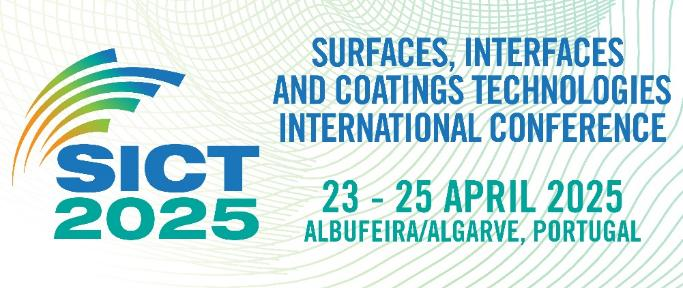 SICT
2025
SURFACES, INTERFACES
AND COATINGS TECHNOLOGIES
INTERNATIONAL CONFERENCE
23 - 25 APRIL 2025
ALBUFEIRA/ALGARVE, PORTUGAL